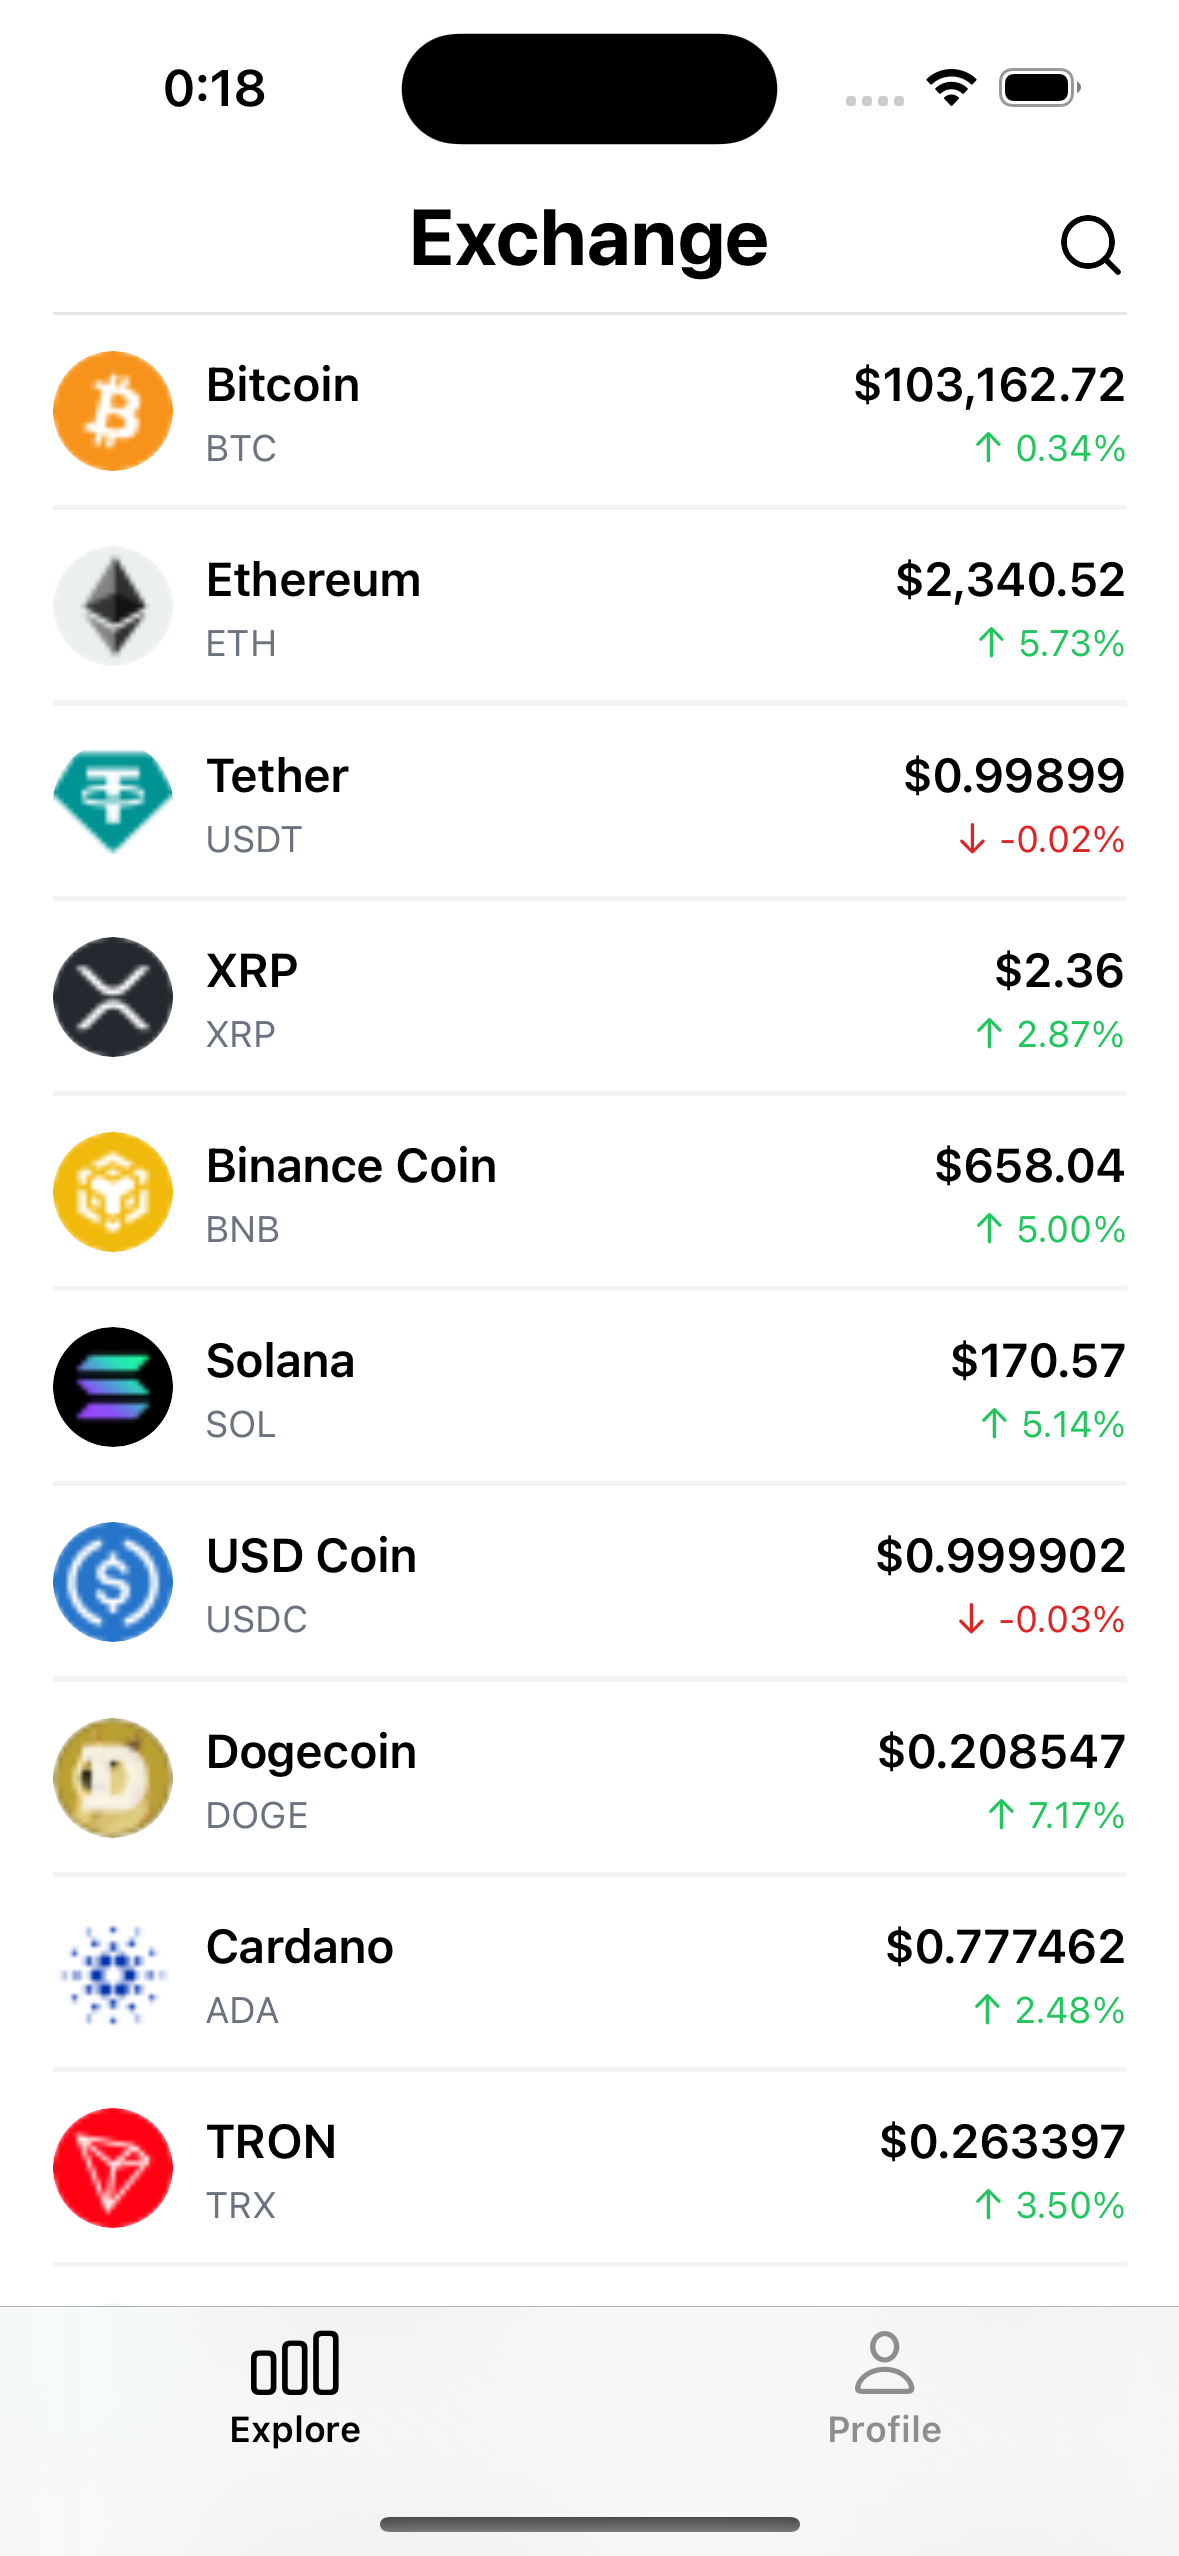 0:18
Exchange
Bitcoin $103,162.72
BTC ↑ 0.34%
Ethereum $2,340.52
ETH ↑ 5.73%
Tether $0.99899
USDT ↓ -0.02%
XRP $2.36
XRP ↑ 2.87%
Binance Coin $658.04
BNB ↑ 5.00%
Solana $170.57
SOL ↑ 5.14%
USD Coin $0.999902
USDC ↓ -0.03%
Dogecoin $0.208547
DOGE ↑ 7.17%
Cardano $0.777462
ADA ↑ 2.48%
TRON $0.263397
TRX ↑ 3.50%
Explore Profile